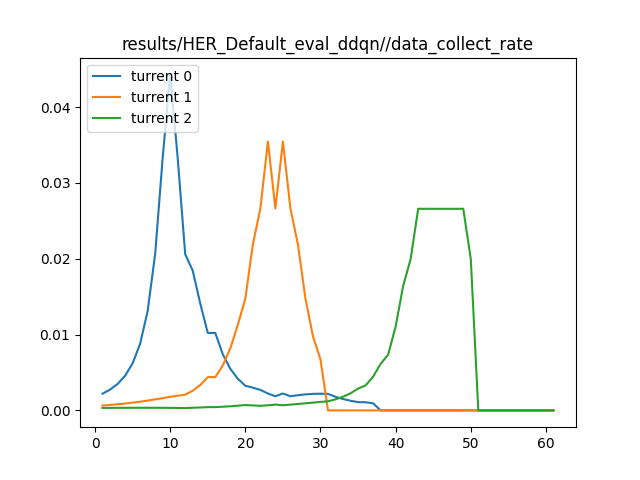 results/HER_Default_eval_ddqn//data_collect_rate
turrent 0
turrent 1
turrent 2
0.04
0.03
0.02
0.01
0.00
0 10 20 30 40 50 60